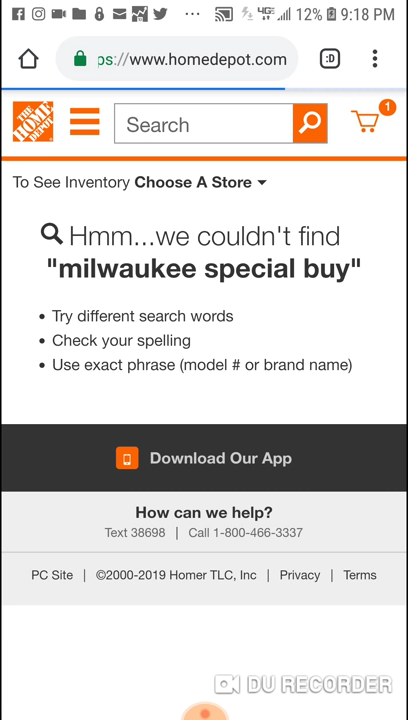 12% 9:18 PM
ps://www.homedepot.com :D
THE HOME DEPOT Search 1
To See Inventory Choose A Store
Hmm...we couldn't find
"milwaukee special buy"
Try different search words
Check your spelling
Use exact phrase (model # or brand name)
Download Our App
How can we help?
Text 38698 | Call 1-800-466-3337
PC Site | ©2000-2019 Homer TLC, Inc | Privacy | Terms
DU RECORDER